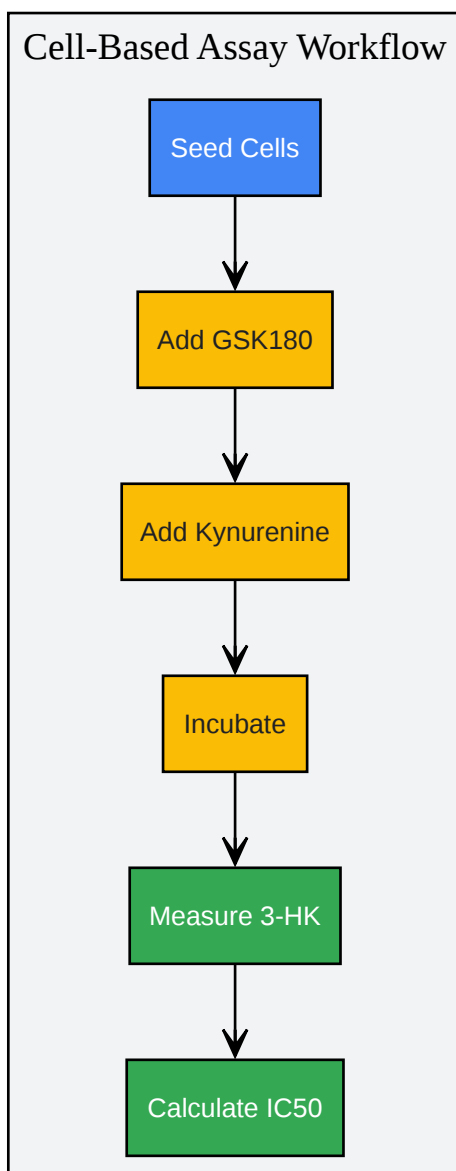 Cell-Based Assay Workflow
Seed Cells
Add GSK180
Add Kynurenine
Incubate
Measure 3-HK
Calculate IC50